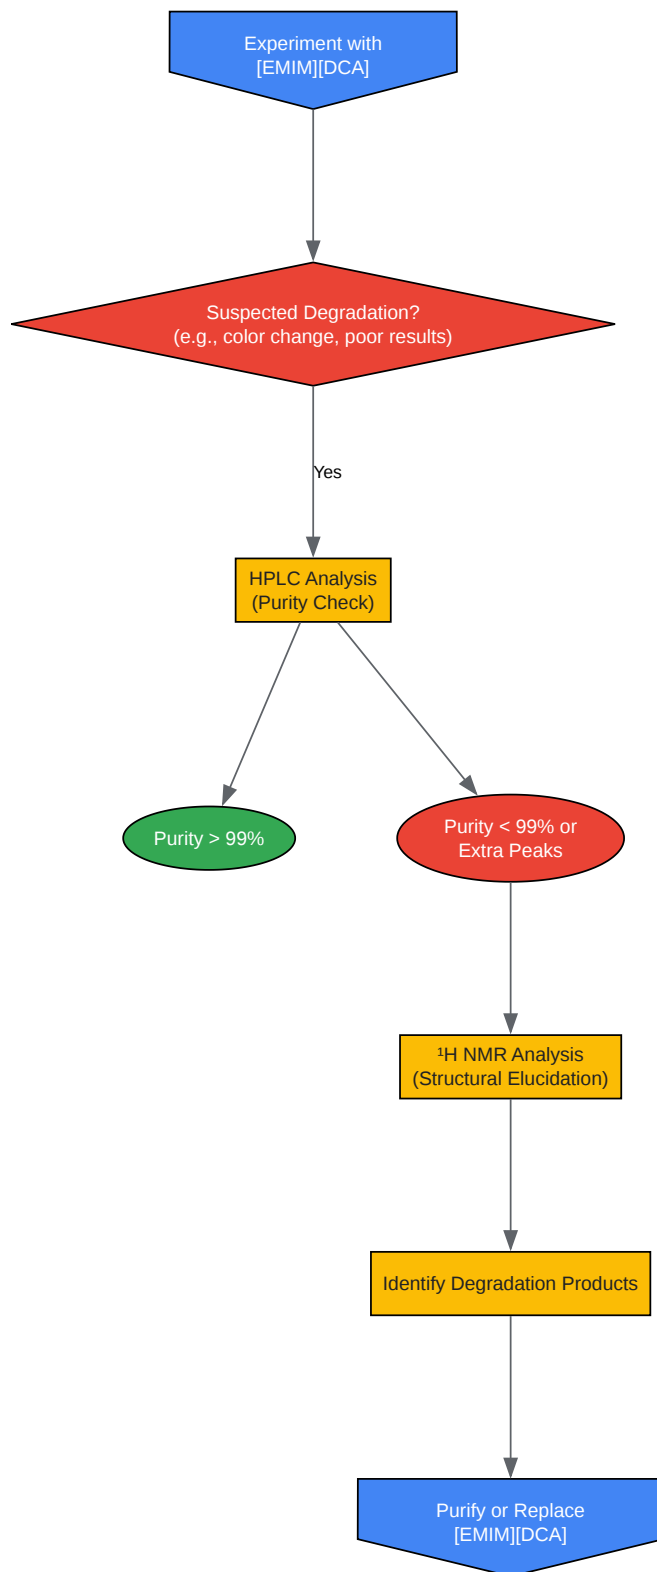 Experiment with
[EMIM][DCA]
Suspected Degradation?
(e.g., color change, poor results)
Yes
HPLC Analysis
(Purity Check)
Purity > 99%
Purity < 99% or
Extra Peaks
¹H NMR Analysis
(Structural Elucidation)
Identify Degradation Products
Purify or Replace
[EMIM][DCA]